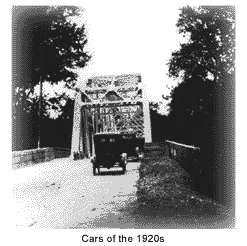 Cars of the 1920s